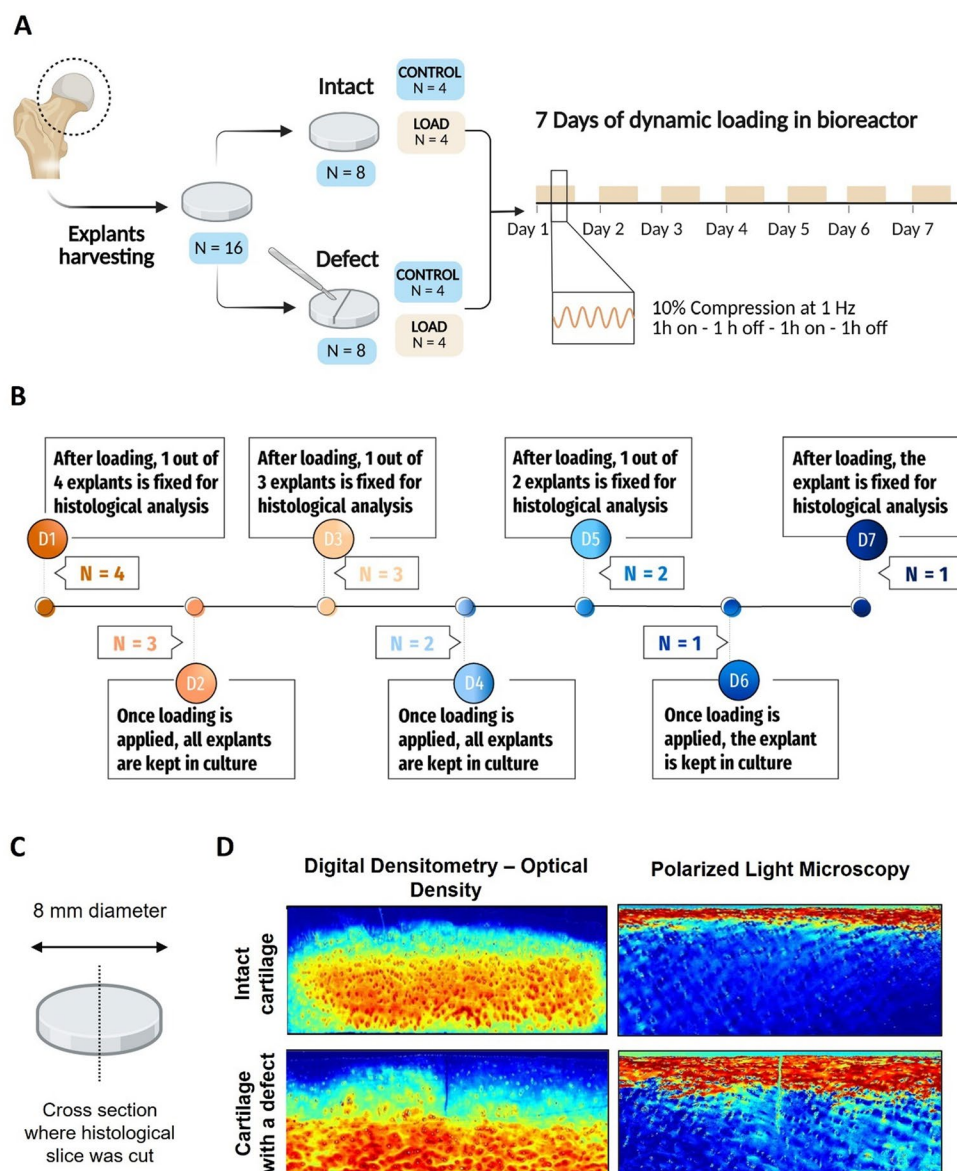 A
Intact
CONTROL
N = 4
LOAD
N = 4
N = 8
Explants
harvesting
N = 16
Defect
CONTROL
N = 4
LOAD
N = 4
N = 8
7 Days of dynamic loading in bioreactor
Day 1 Day 2 Day 3 Day 4 Day 5 Day 6 Day 7
10% Compression at 1 Hz
1h on - 1 h off - 1h on - 1h off
B
After loading, 1 out of
4 explants is fixed for
histological analysis
D1
N = 4
After loading, 1 out of
3 explants is fixed for
histological analysis
D3
N = 3
After loading, 1 out of
2 explants is fixed for
histological analysis
D5
N = 2
After loading, the
explant is fixed for
histological analysis
D7
N = 1
N = 3
D2
Once loading is
applied, all explants
are kept in culture
N = 2
D4
Once loading is
applied, all explants
are kept in culture
N = 1
D6
Once loading is
applied, the explant
is kept in culture
C
8 mm diameter
Cross section
where histological
slice was cut
D
Digital Densitometry – Optical
Density
Polarized Light Microscopy
Intact
cartilage
Cartilage
with a defect